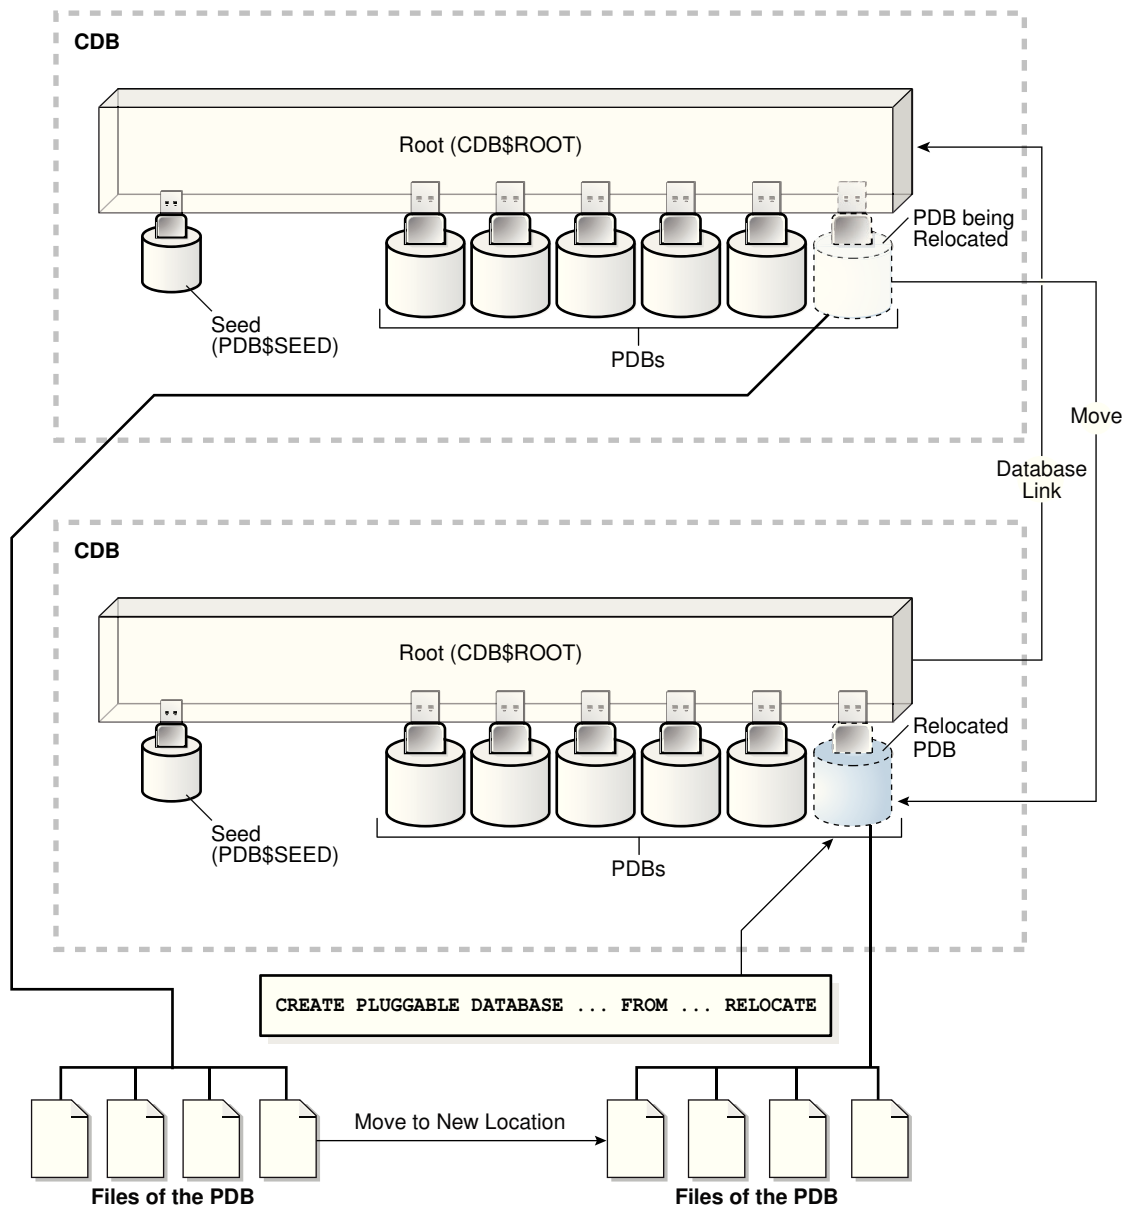 CDB
Root (CDB$ROOT)
PDB being
Relocated
Seed
(PDB$SEED)
PDBs
Move
Database
Link
CDB
Root (CDB$ROOT)
Relocated
PDB
Seed
(PDB$SEED)
PDBs
CREATE PLUGGABLE DATABASE ... FROM ... RELOCATE
Move to New Location
Files of the PDB
Files of the PDB